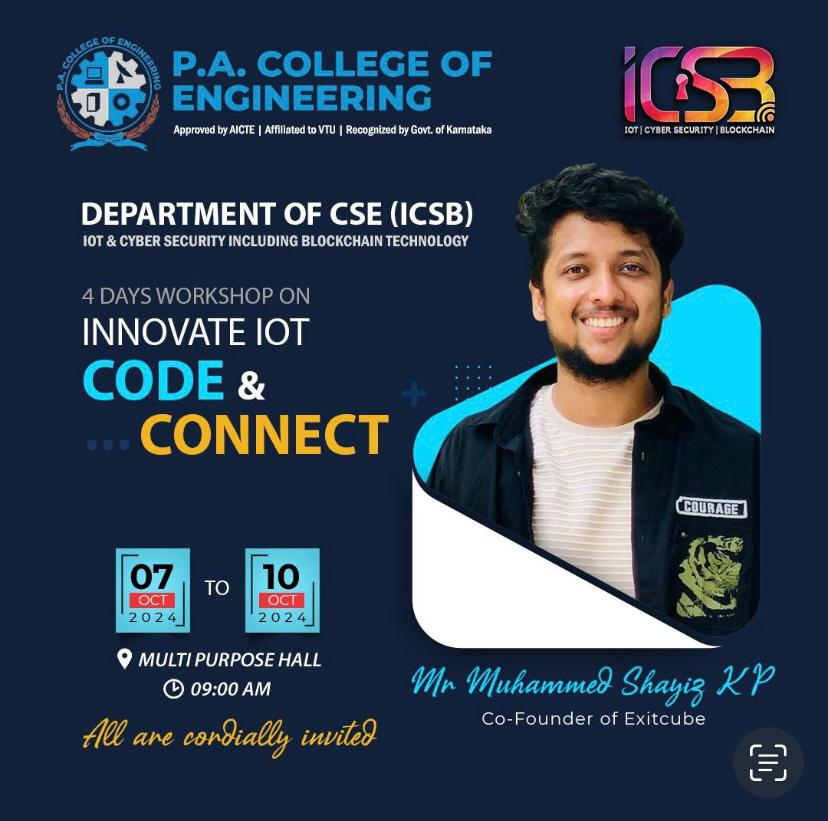 P.A. COLLEGE OF ENGINEERING
P.A. COLLEGE OF
ENGINEERING
Approved by AICTE | Affiliated to VTU | Recognized by Govt. of Karnataka
ICSB
IOT | CYBER SECURITY | BLOCKCHAIN
DEPARTMENT OF CSE (ICSB)
IOT & CYBER SECURITY INCLUDING BLOCKCHAIN TECHNOLOGY
4 DAYS WORKSHOP ON
INNOVATE IOT
CODE &
... CONNECT
COURAGE
07 TO 10
OCT OCT
2024 2024
MULTI PURPOSE HALL
09:00 AM
All are cordially invited
Mr Muhammed Shayiz K P
Co-Founder of Exitcube